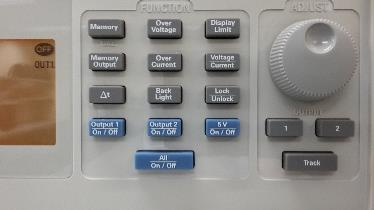 FUNCTION
ADJUST
Memory
Over
Voltage
Display
Limit
OFF
OUT1
Memory
Output
Over
Current
Voltage
Current
Δt
Back
Light
Lock
Unlock
OUTPUT
1
2
Output 1
On / Off
Output 2
On / Off
5 V
On / Off
All
On / Off
Track